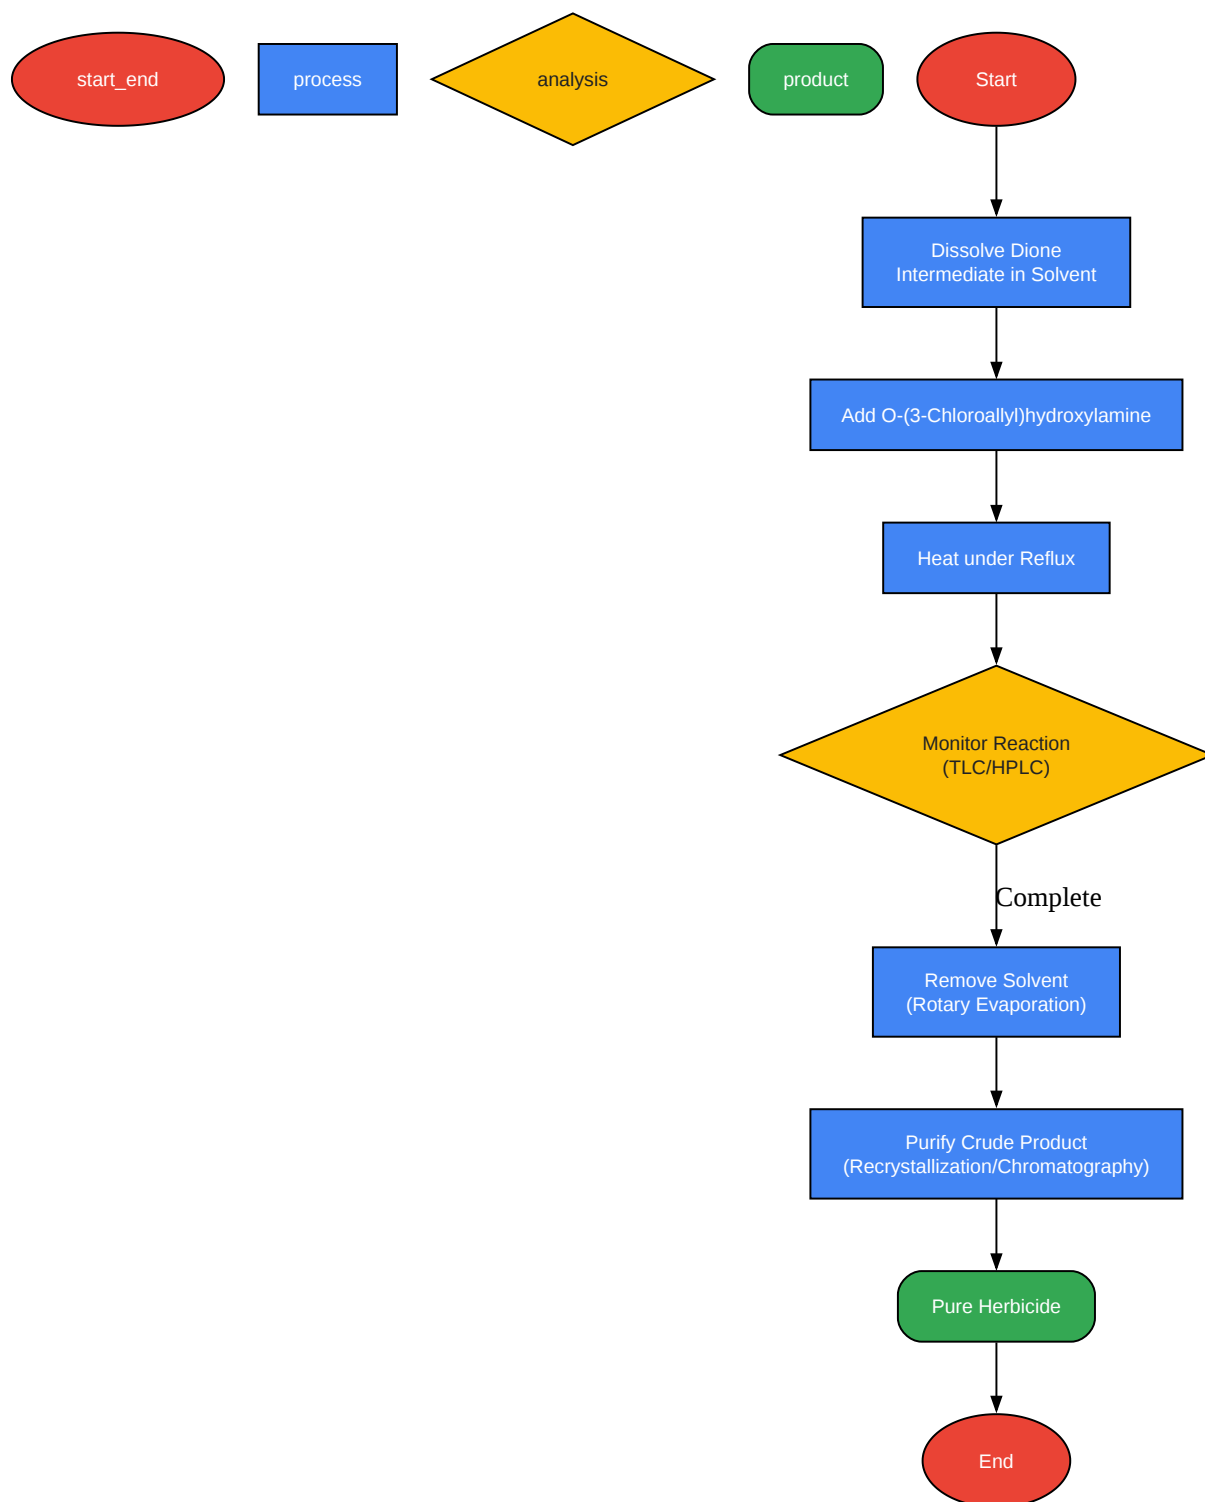 start_end
process
analysis
product
Start
Dissolve Dione
Intermediate in Solvent
Add O-(3-Chloroallyl)hydroxylamine
Heat under Reflux
Monitor Reaction
(TLC/HPLC)
Complete
Remove Solvent
(Rotary Evaporation)
Purify Crude Product
(Recrystallization/Chromatography)
Pure Herbicide
End